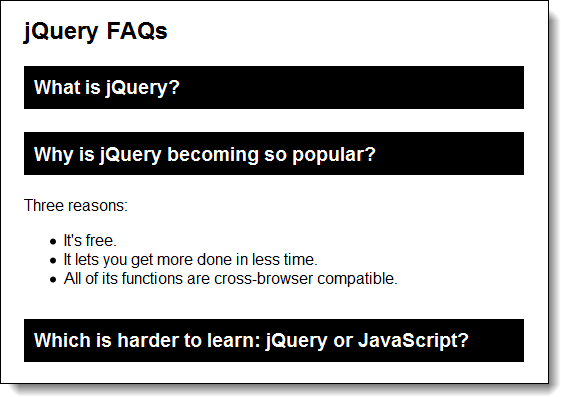 jQuery FAQs
What is jQuery?
Why is jQuery becoming so popular?
Three reasons:
• It's free.
• It lets you get more done in less time.
• All of its functions are cross-browser compatible.
Which is harder to learn: jQuery or JavaScript?